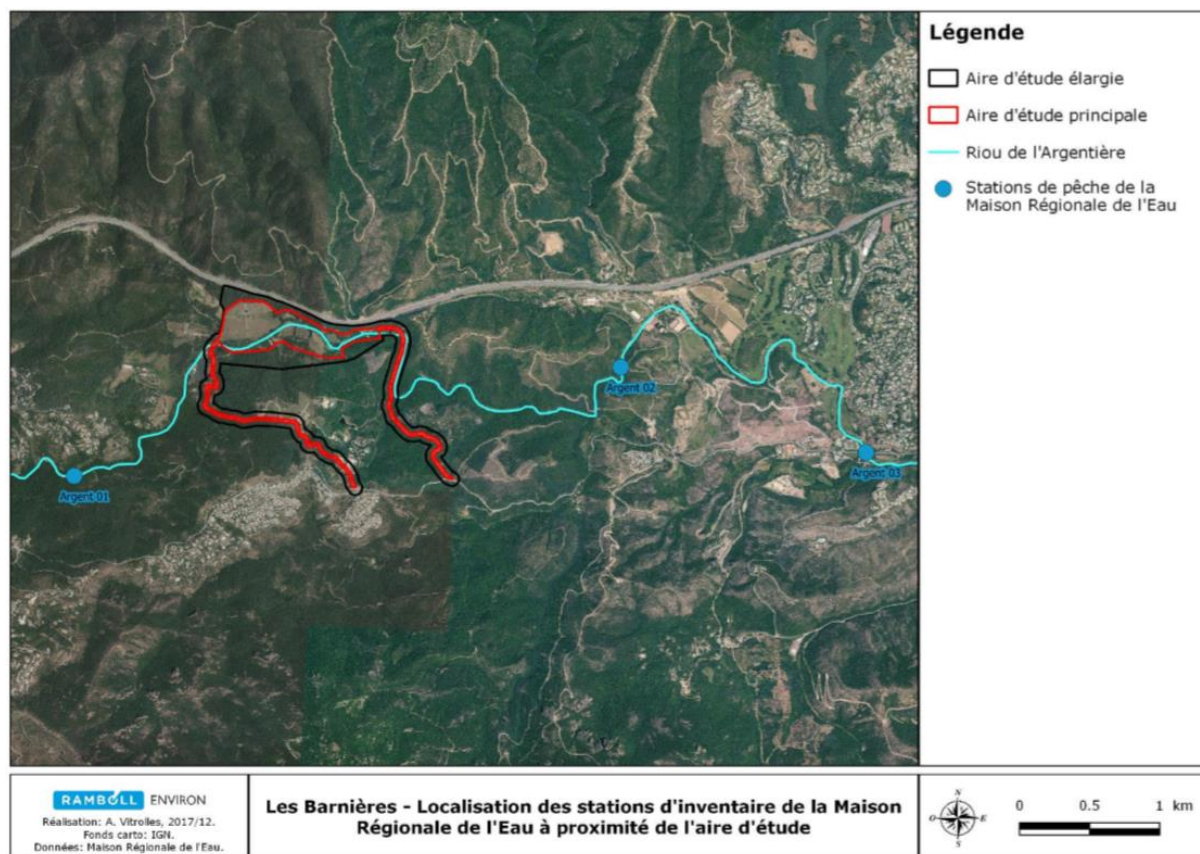 Légende
Aire d'étude élargie
Aire d'étude principale
Riou de l'Argentière
Stations de pêche de la
Maison Régionale de l'Eau
Argent 01
Argent 02
Argent 03
RAMBOLL ENVIRON
Réalisation: A. Vitrolles, 2017/12.
Fonds carto: IGN.
Données: Maison Régionale de l'Eau.
Les Barnières - Localisation des stations d'inventaire de la Maison
Régionale de l'Eau à proximité de l'aire d'étude
N
O E
S
0 0.5 1 km